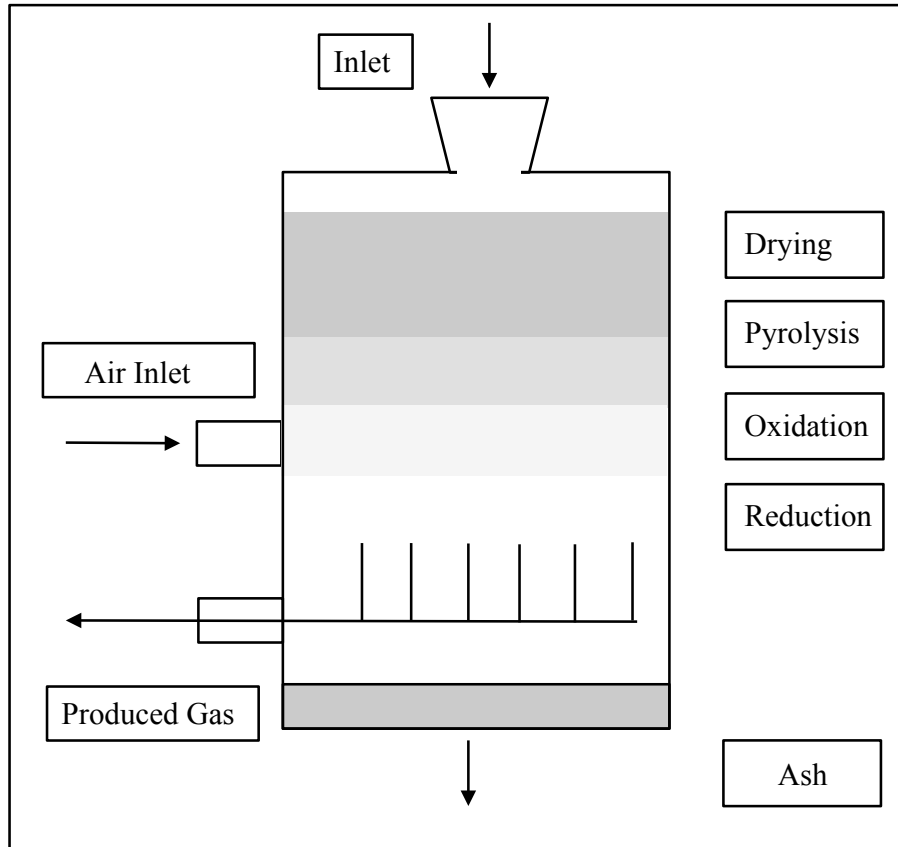 Inlet
Drying
Pyrolysis
Air Inlet
Oxidation
Reduction
Produced Gas
Ash